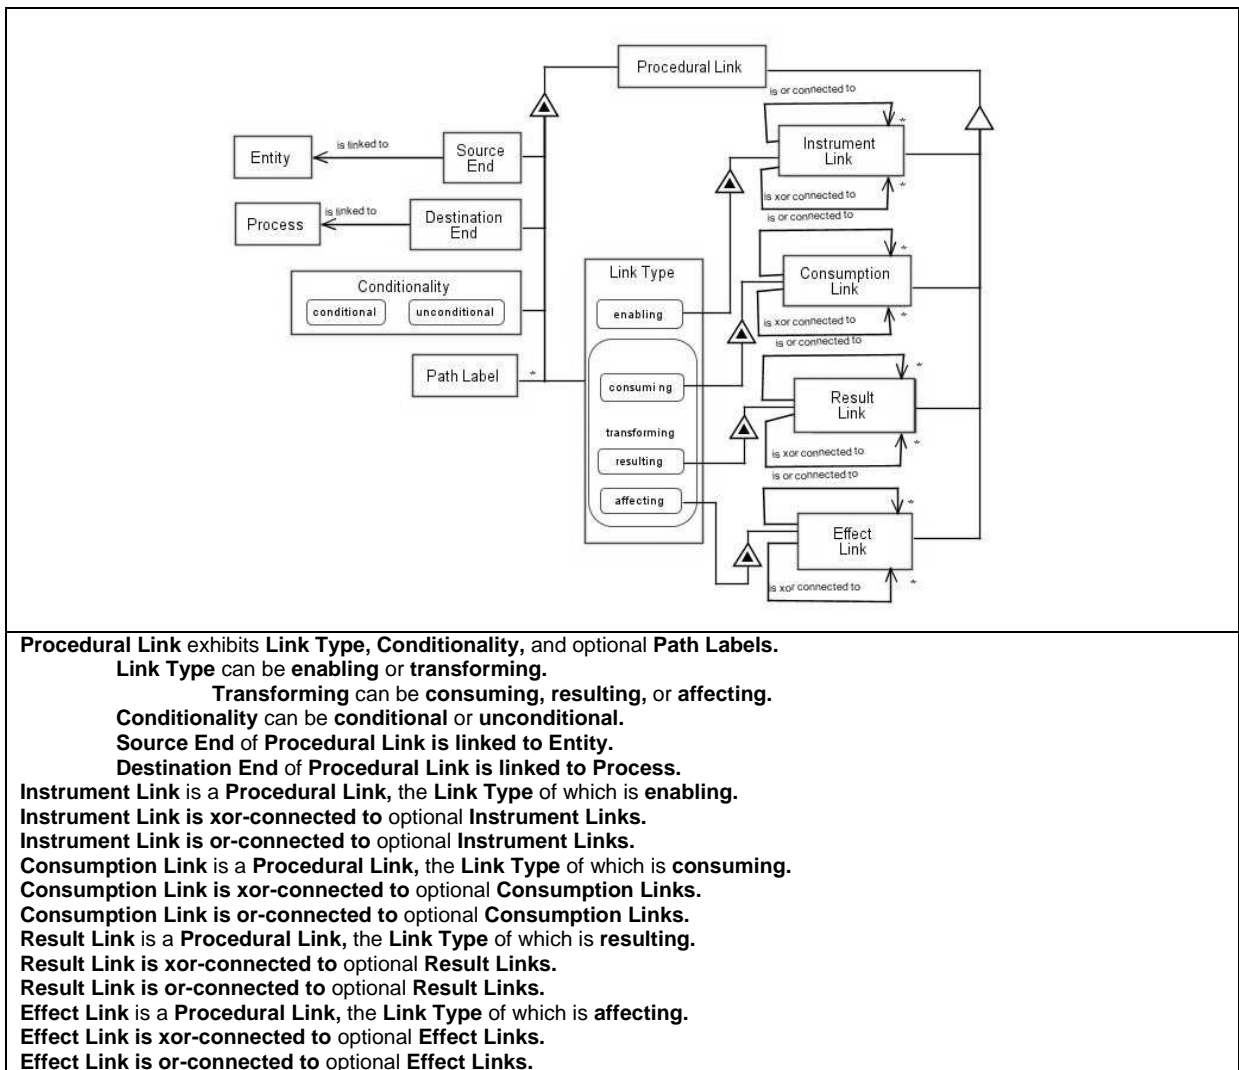 Procedural Link
is or connected to
*
Instrument
Link
is xor connected to
*
Entity
is linked to
Source
End
Process
is linked to
Destination
End
Conditionality
conditional
unconditional
Path Label
*
Link Type
enabling
consuming
transforming
resulting
affecting
is or connected to
*
Consumption
Link
is xor connected to
*
is or connected to
*
Result
Link
is xor connected to
*
is or connected to
*
Effect
Link
is xor connected to
*
Procedural Link exhibits Link Type, Conditionality, and optional Path Labels.
Link Type can be enabling or transforming.
Transforming can be consuming, resulting, or affecting.
Conditionality can be conditional or unconditional.
Source End of Procedural Link is linked to Entity.
Destination End of Procedural Link is linked to Process.
Instrument Link is a Procedural Link, the Link Type of which is enabling.
Instrument Link is xor-connected to optional Instrument Links.
Instrument Link is or-connected to optional Instrument Links.
Consumption Link is a Procedural Link, the Link Type of which is consuming.
Consumption Link is xor-connected to optional Consumption Links.
Consumption Link is or-connected to optional Consumption Links.
Result Link is a Procedural Link, the Link Type of which is resulting.
Result Link is xor-connected to optional Result Links.
Result Link is or-connected to optional Result Links.
Effect Link is a Procedural Link, the Link Type of which is affecting.
Effect Link is xor-connected to optional Effect Links.
Effect Link is or-connected to optional Effect Links.